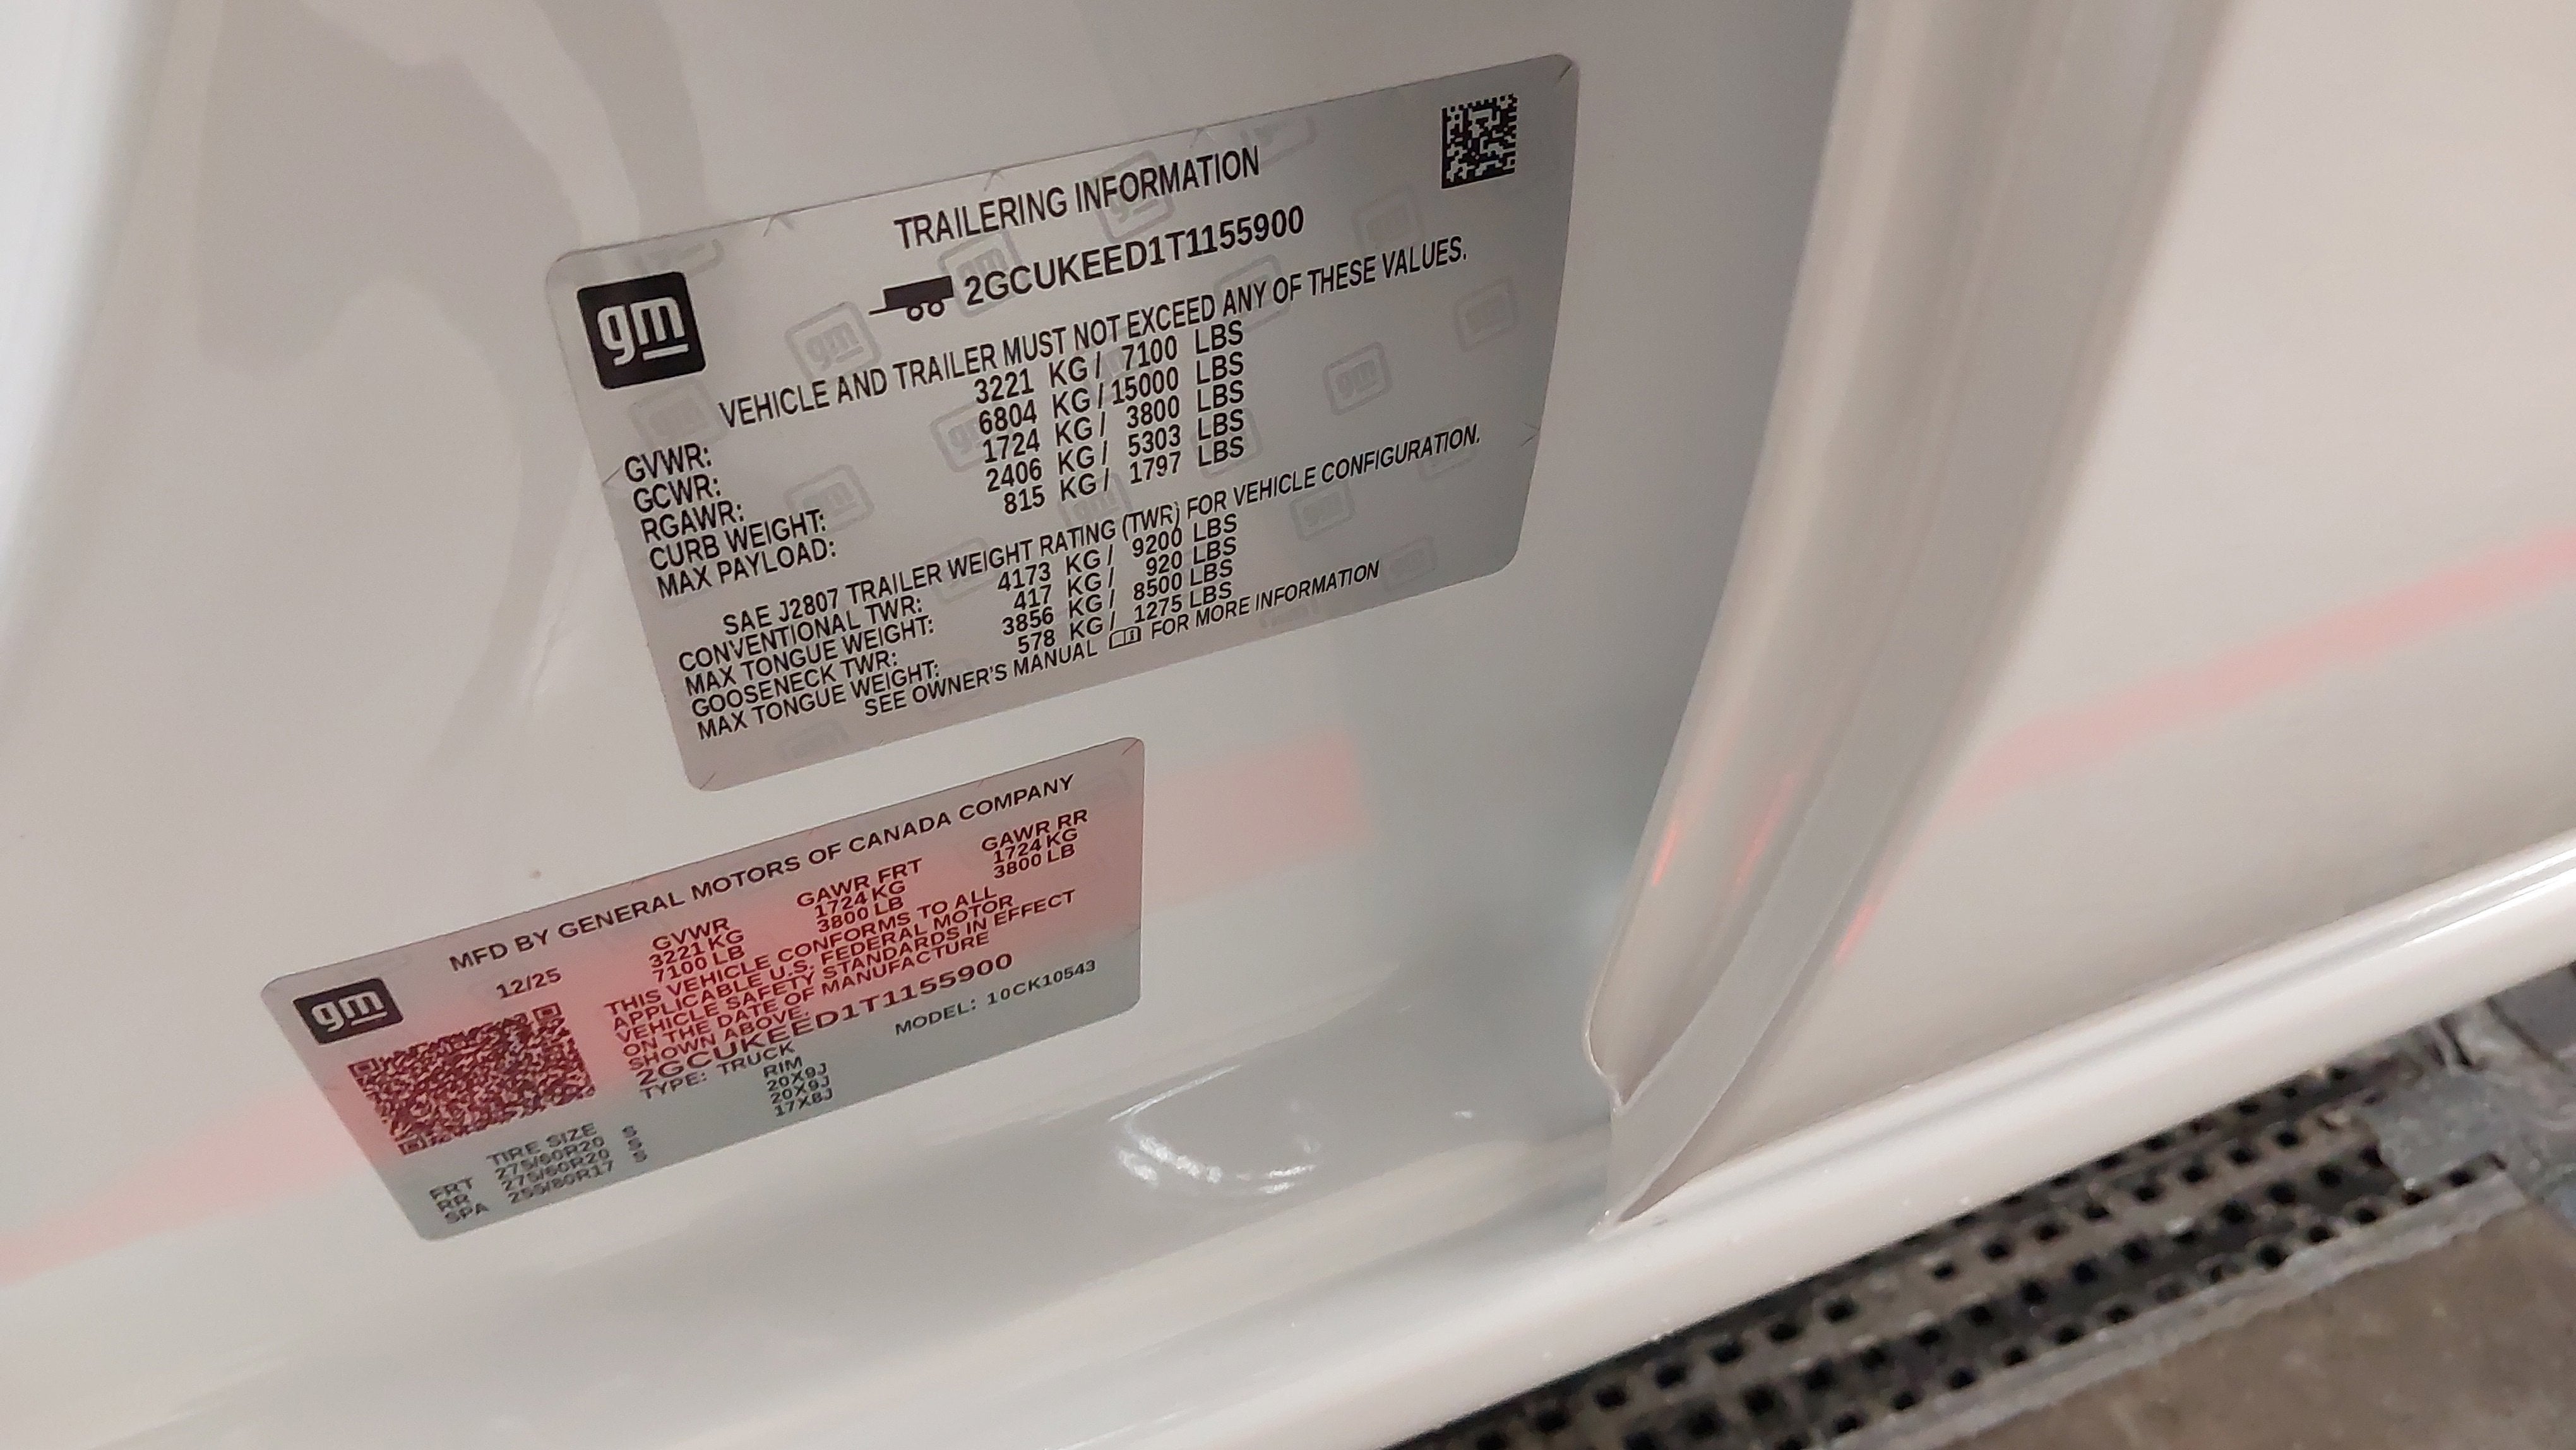 TRAILERING INFORMATION
2GCUKEED1T1155900
gm
VEHICLE AND TRAILER MUST NOT EXCEED ANY OF THESE VALUES.
GVWR: 3221 KG / 7100 LBS
GCWR: 6804 KG / 15000 LBS
RGAWR: 1724 KG / 3800 LBS
CURB WEIGHT: 2406 KG / 5303 LBS
MAX PAYLOAD: 815 KG / 1797 LBS
SAE J2807 TRAILER WEIGHT RATING (TWR) FOR VEHICLE CONFIGURATION.
CONVENTIONAL TWR: 4173 KG / 9200 LBS
MAX TONGUE WEIGHT: 417 KG / 920 LBS
GOOSENECK TWR: 3856 KG / 8500 LBS
MAX TONGUE WEIGHT: 578 KG / 1275 LBS
SEE OWNER'S MANUAL FOR MORE INFORMATION
MFD BY GENERAL MOTORS OF CANADA COMPANY
gm
12/25 GVWR GAWR FRT GAWR RR
3221 KG 1724 KG 1724 KG
7100 LB 3800 LB 3800 LB
THIS VEHICLE CONFORMS TO ALL
APPLICABLE U.S. FEDERAL MOTOR
VEHICLE SAFETY STANDARDS IN EFFECT
ON THE DATE OF MANUFACTURE
SHOWN ABOVE.
2GCUKEED1T1155900
TYPE: TRUCK MODEL: 10CK10543
TIRE SIZE RIM
FRT 275/60R20 S 20X9J
RR 275/60R20 S 20X9J
SPA 255/80R17 S 17X8J